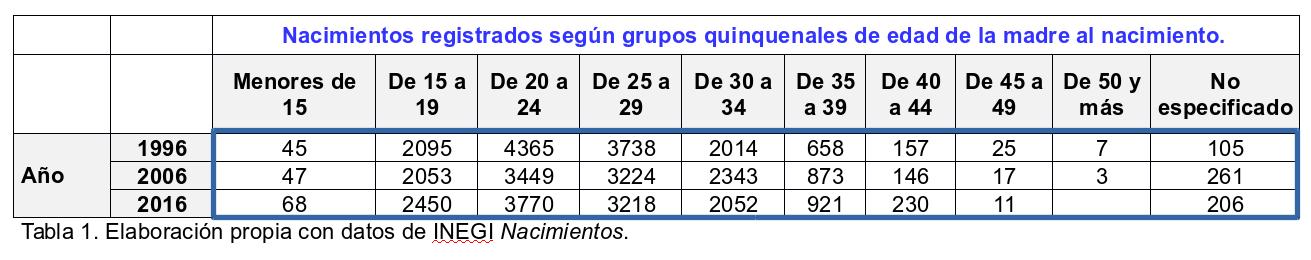 Nacimientos registrados según grupos quinquenales de edad de la madre al nacimiento.
Menores de 15 De 15 a 19 De 20 a 24 De 25 a 29 De 30 a 34 De 35 a 39 De 40 a 44 De 45 a 49 De 50 y más No especificado
Año
1996 45 2095 4365 3738 2014 658 157 25 7 105
2006 47 2053 3449 3224 2343 873 146 17 3 261
2016 68 2450 3770 3218 2052 921 230 11 206
Tabla 1. Elaboración propia con datos de INEGI Nacimientos.